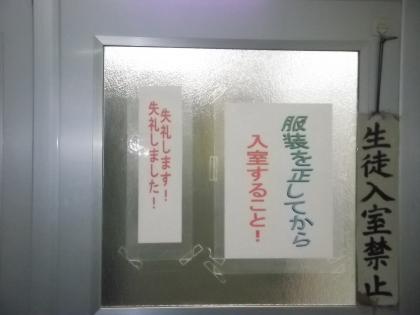 失礼します！
失礼しました！
服装を正してから
入室すること！
生徒入室禁止